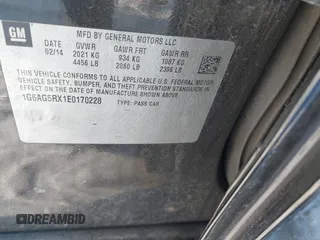 GM
MFD BY GENERAL MOTORS LLC
02/14 GVWR GAWR FRT GAWR RR
2021 KG 934 KG 1087 KG
4456 LB 2060 LB 2396 LB
THIS VEHICLE CONFORMS TO ALL APPLICABLE U.S. FEDERAL MOTOR
VEHICLE SAFETY, BUMPER, AND THEFT PREVENTION STANDARDS IN
EFFECT ON THE DATE OF MANUFACTURE SHOWN ABOVE.
1G6AG5RX1E0170228 TYPE: PASS CAR
DREAMBID